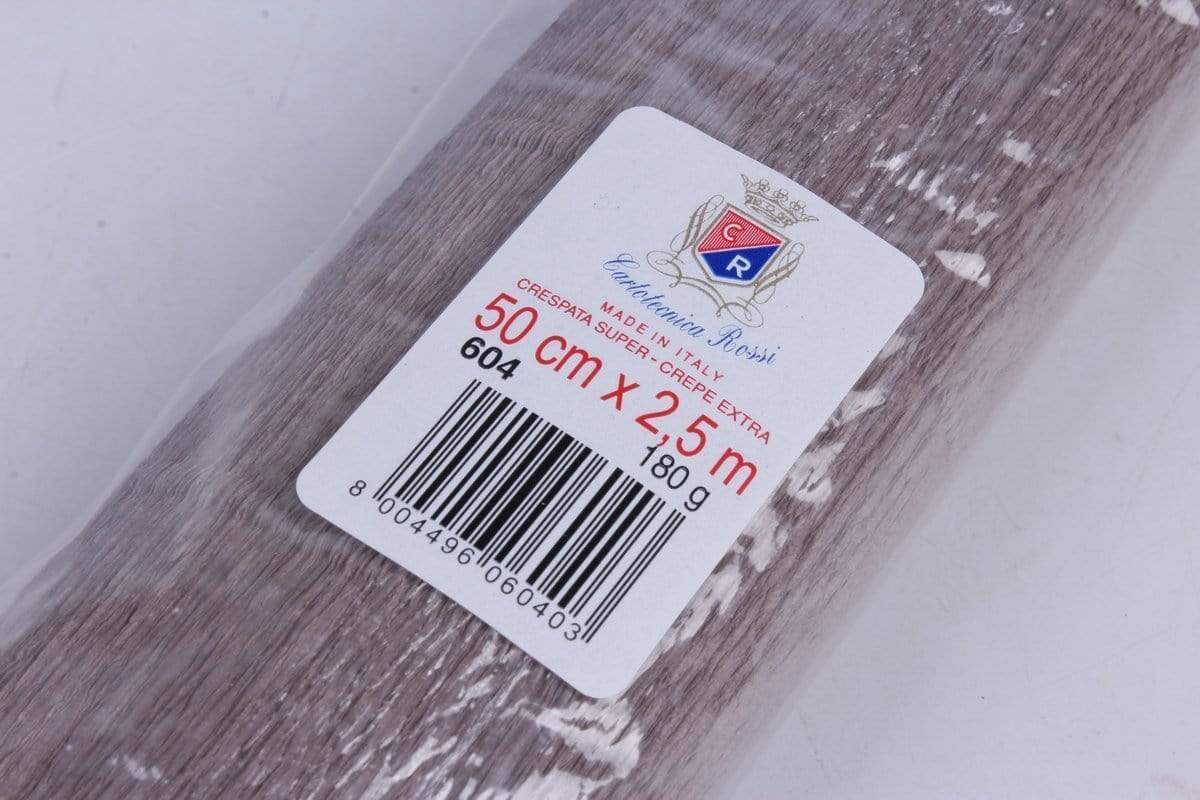 C
R
Cartotecnica Rossi
MADE IN ITALY
CRESPATA SUPER - CREPE EXTRA
50 cm x 2,5 m
604
180 g
8 004496 060403